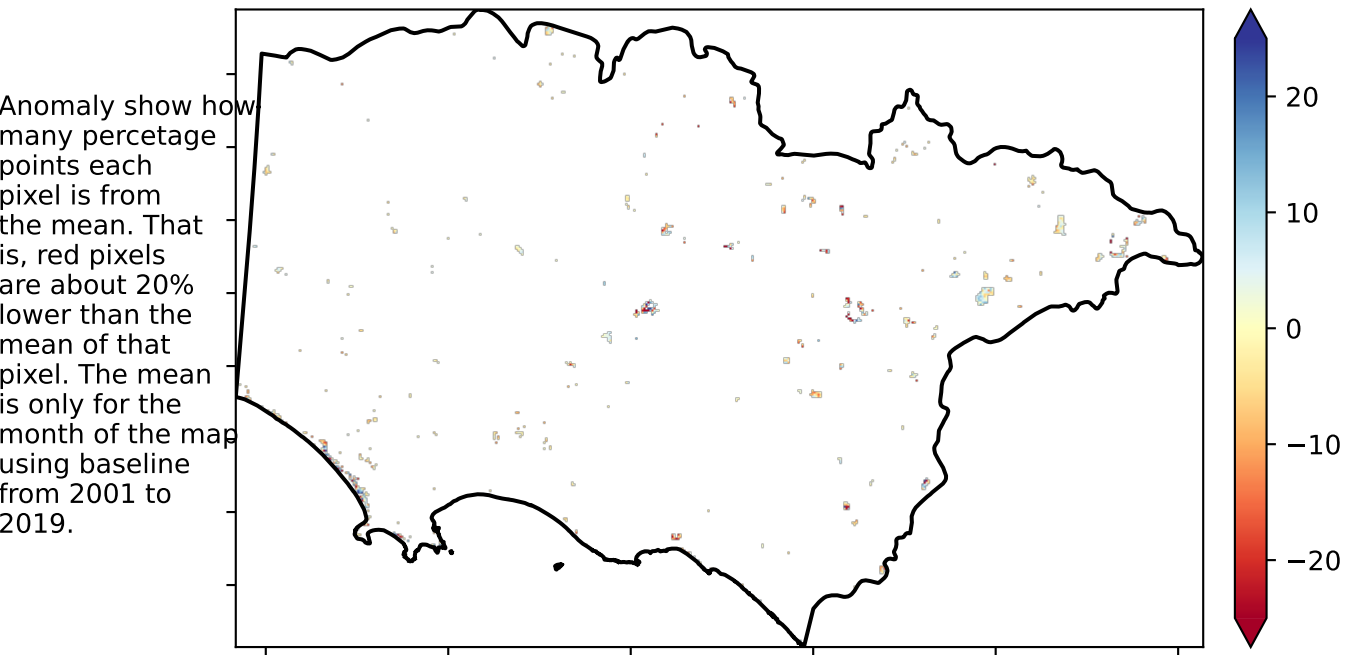 Anomaly show how
many percetage
points each
pixel is from
the mean. That
is, red pixels
are about 20%
lower than the
mean of that
pixel. The mean
is only for the
month of the map
using baseline
from 2001 to
2019.
20
10
0
−10
−20